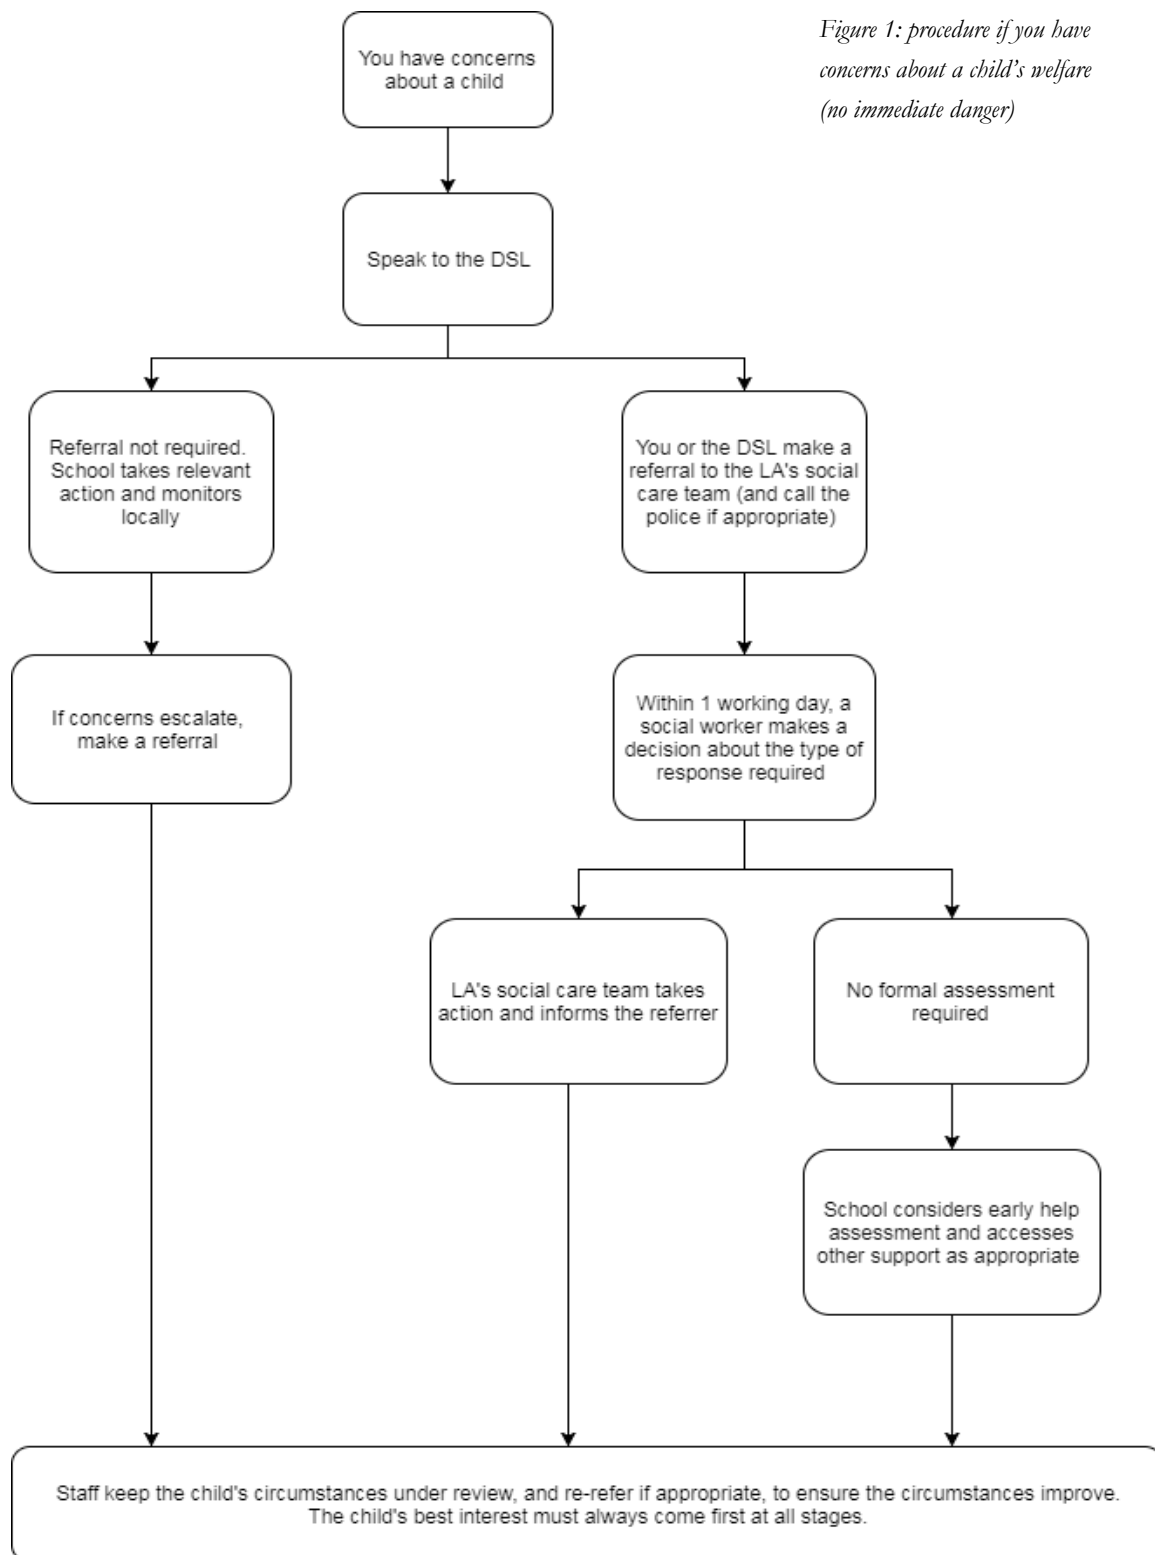 Figure 1: procedure if you have
concerns about a child's welfare
(no immediate danger)
You have concerns
about a child
Speak to the DSL
Referral not required.
School takes relevant
action and monitors
locally
You or the DSL make a
referral to the LA's social
care team (and call the
police if appropriate)
If concerns escalate,
make a referral
Within 1 working day, a
social worker makes a
decision about the type of
response required
LA's social care team takes
action and informs the referrer
No formal assessment
required
School considers early help
assessment and accesses
other support as appropriate
Staff keep the child's circumstances under review, and re-refer if appropriate, to ensure the circumstances improve.
The child's best interest must always come first at all stages.